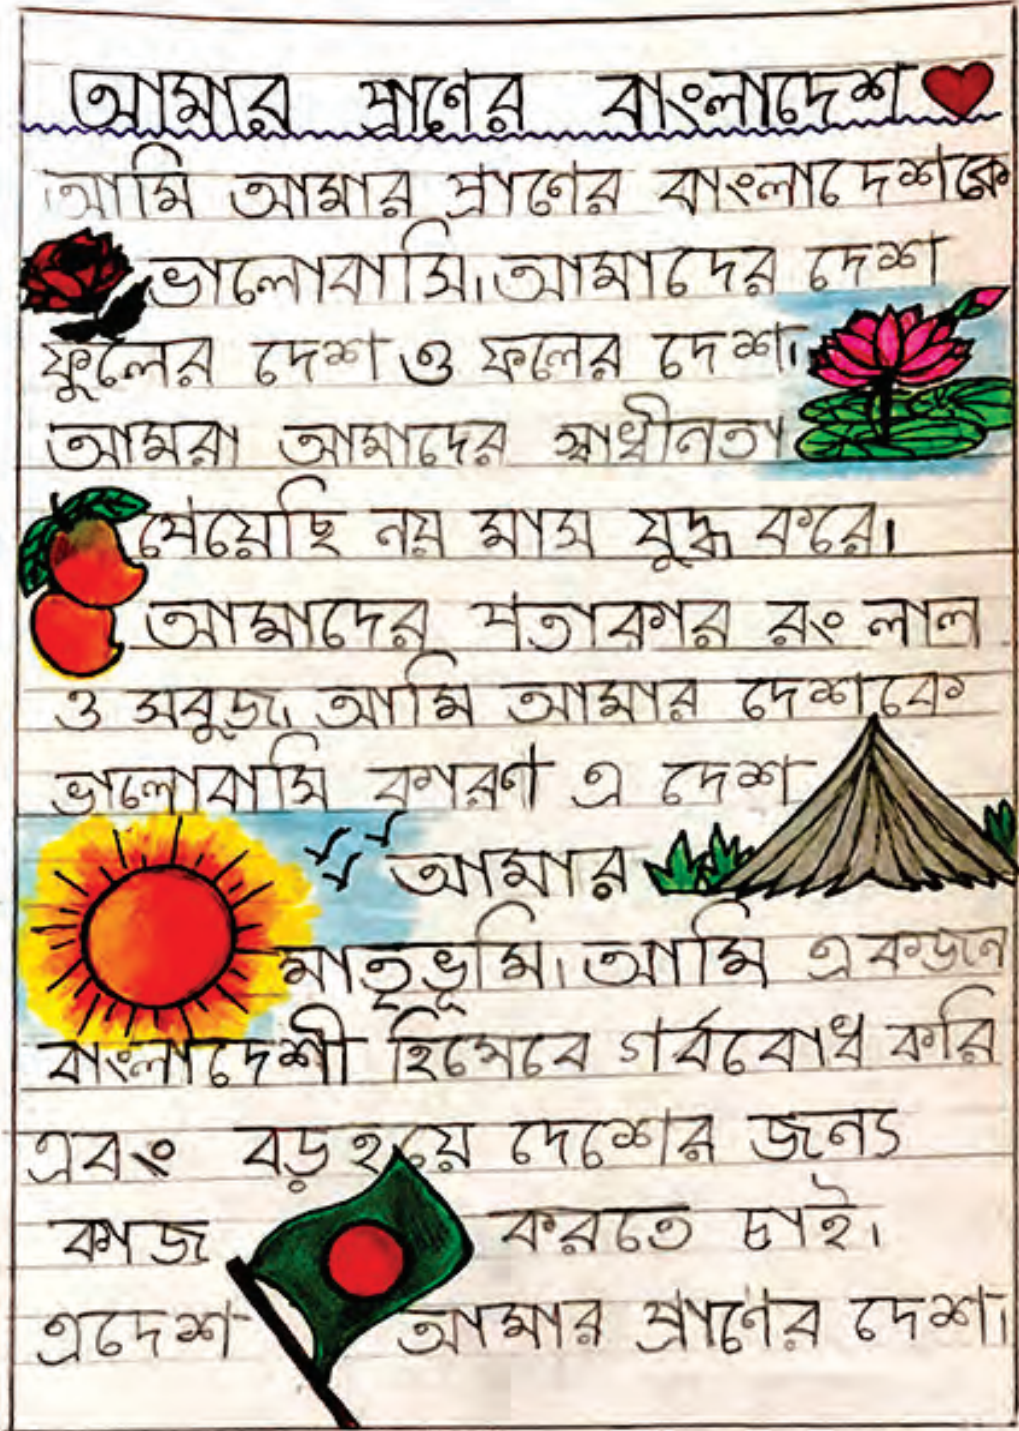 আমার প্রাণের বাংলাদেশ
আমি আমার প্রাণের বাংলাদেশকে
ভালোবাসি। আমাদের দেশ
ফুলের দেশ ও ফলের দেশ।
আমরা আমাদের স্বাধীনতা
পেয়েছি নয় মাস যুদ্ধ করে।
আমাদের পতাকার রং লাল
ও সবুজ। আমি আমার দেশকে
ভালোবাসি কারণ এ দেশ
আমার
মাতৃভূমি। আমি একজন
বাংলাদেশী হিসেবে গর্ববোধ করি
এবং বড় হয়ে দেশের জন্য
কাজ করতে চাই।
এদেশ আমার প্রাণের দেশ।